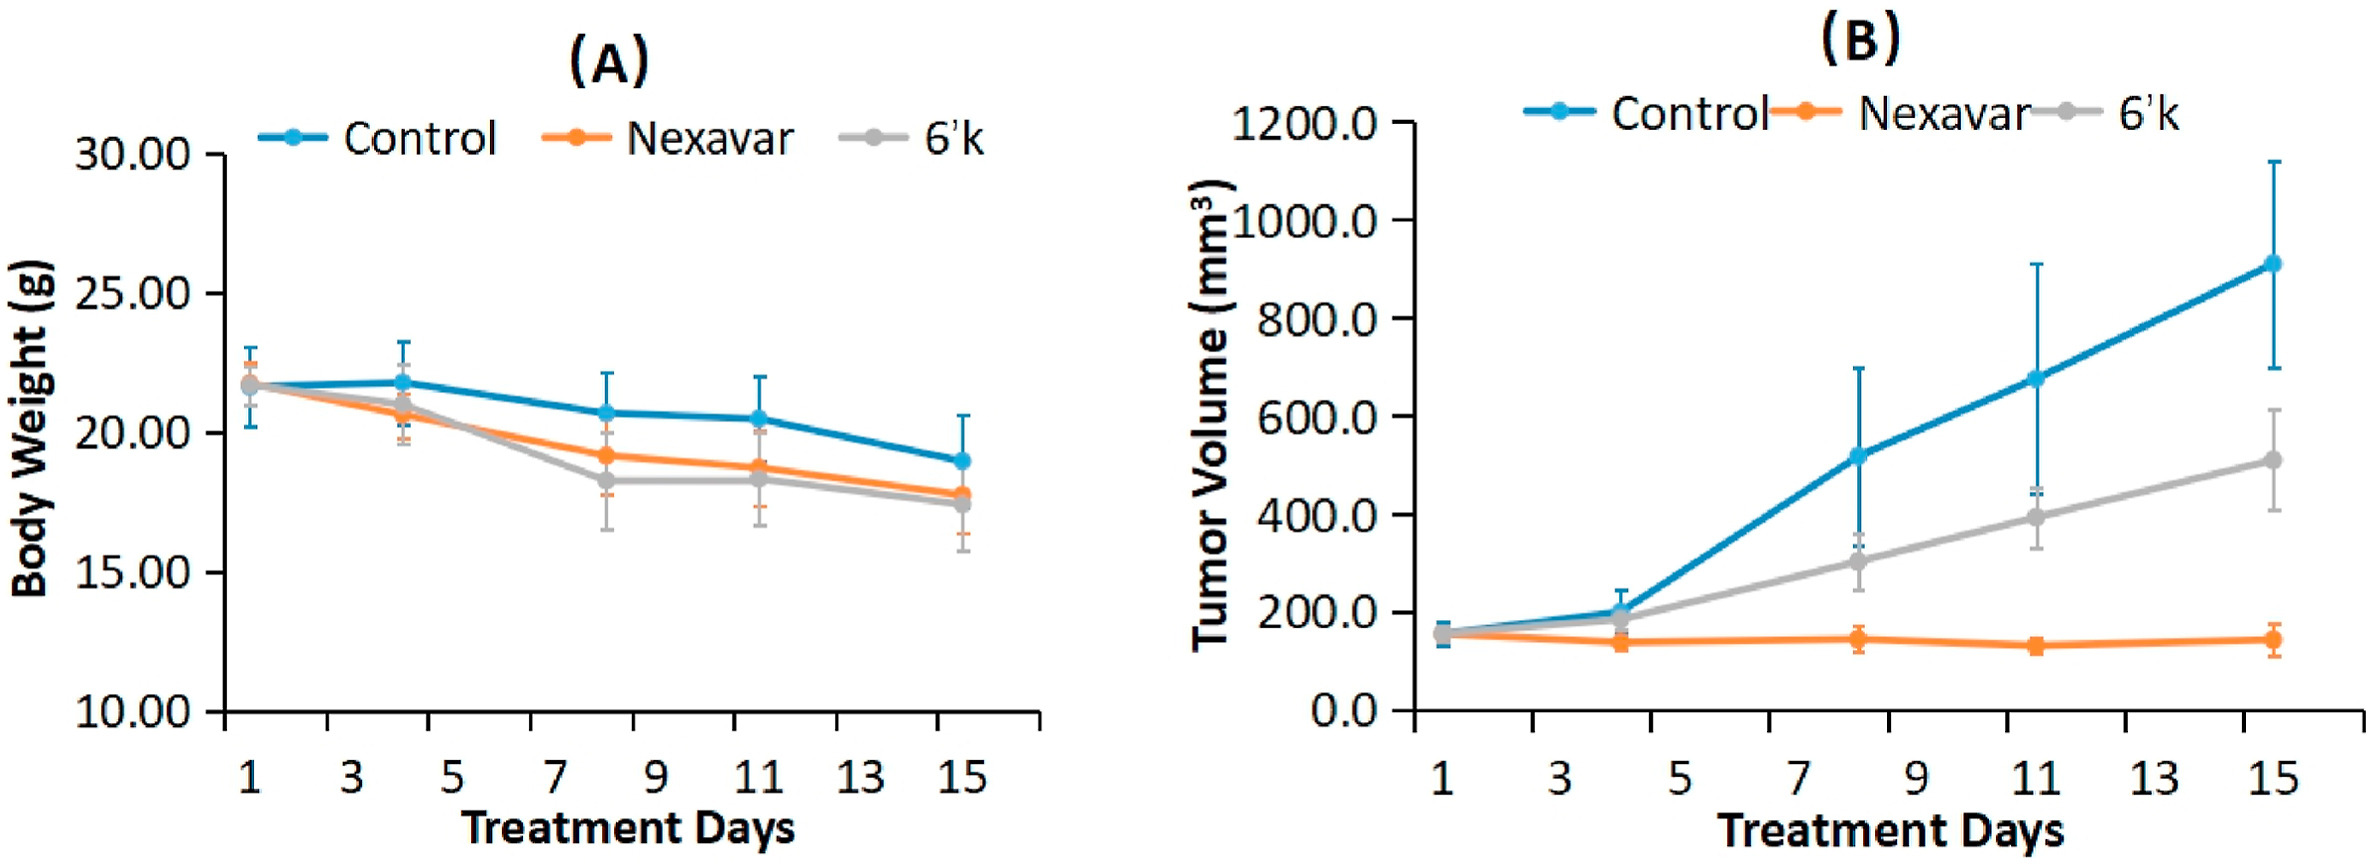 (A)
Control Nexavar 6’k
30.00
25.00
20.00
15.00
10.00
Body Weight (g)
1 3 5 7 9 11 13 15
Treatment Days
(B)
Control Nexavar 6’k
1200.0
1000.0
800.0
600.0
400.0
200.0
0.0
Tumor Volume (mm³)
1 3 5 7 9 11 13 15
Treatment Days